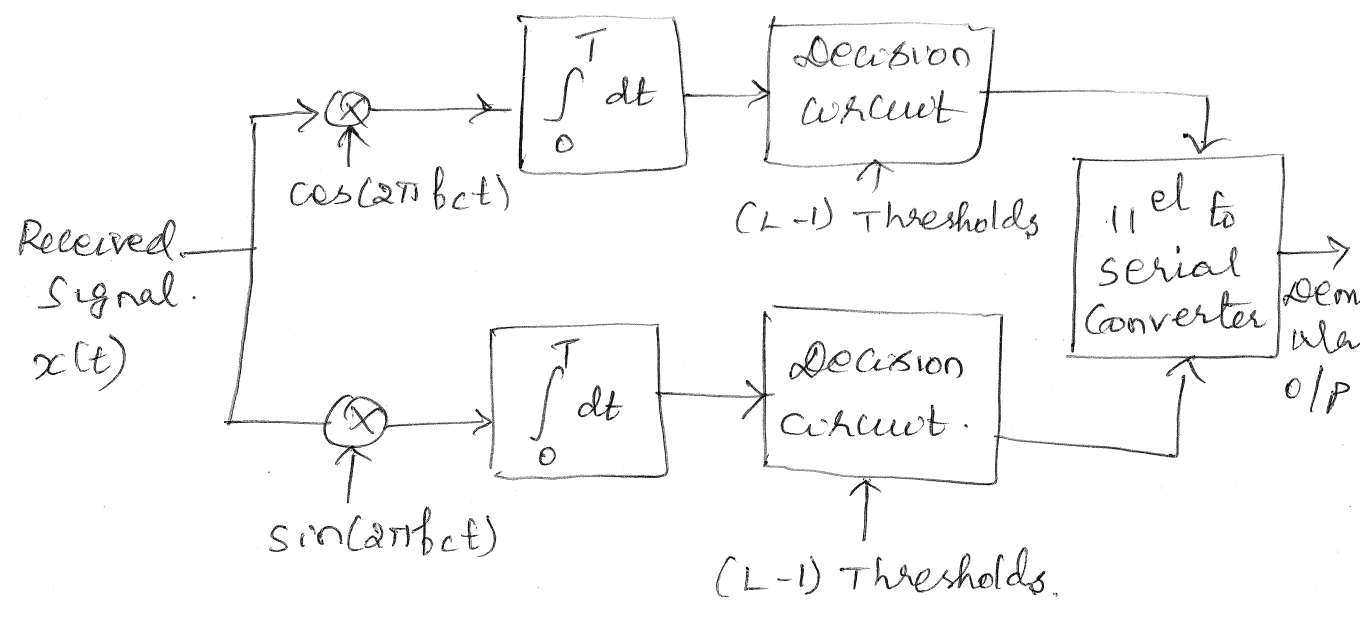 T
∫ dt
0
Decision
circuit
cos(2πfct)
(L-1) Thresholds
Received
Signal.
x(t)
11el to
serial
Converter
Dem
O/P
T
∫ dt
0
Decision
circuit.
sin(2πfct)
(L-1) Thresholds.